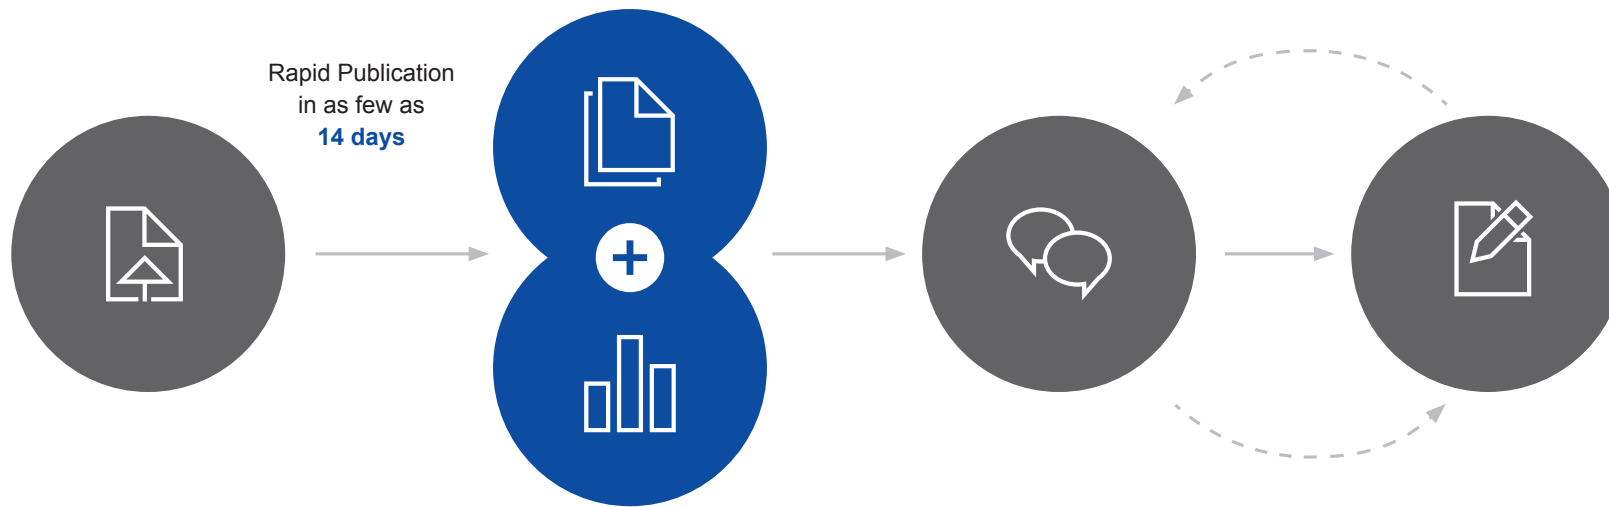 Rapid Publication
in as few as
14 days